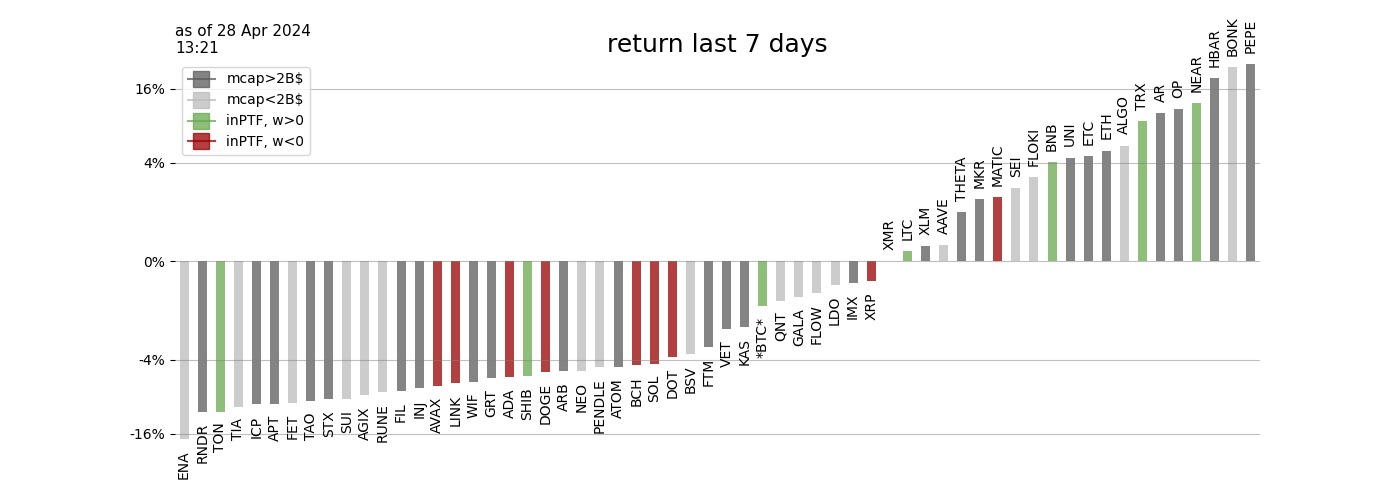 as of 28 Apr 2024
13:21
return last 7 days
mcap>2B$
mcap<2B$
inPTF, w>0
inPTF, w<0
16%
4%
0%
-4%
-16%
ENA
RNDR
TON
TIA
ICP
APT
FET
TAO
STX
SUI
AGIX
RUNE
FIL
INJ
AVAX
LINK
WIF
GRT
ADA
SHIB
DOGE
ARB
NEO
PENDLE
ATOM
BCH
SOL
DOT
BSV
FTM
VET
KAS
*BTC*
QNT
GALA
FLOW
LDO
IMX
XRP
XMR
LTC
XLM
AAVE
THETA
MKR
MATIC
SEI
FLOKI
BNB
UNI
ETC
ETH
ALGO
TRX
AR
OP
NEAR
HBAR
BONK
PEPE